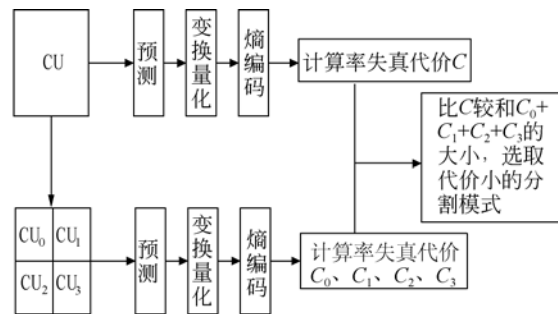 CU
预测
变换量化
熵编码
计算率失真代价C
比C较和C₀+
C₁+C₂+C₃的
大小，选取
代价小的分
割模式
CU₀ CU₁
CU₂ CU₃
预测
变换量化
熵编码
计算率失真代价
C₀、C₁、C₂、C₃